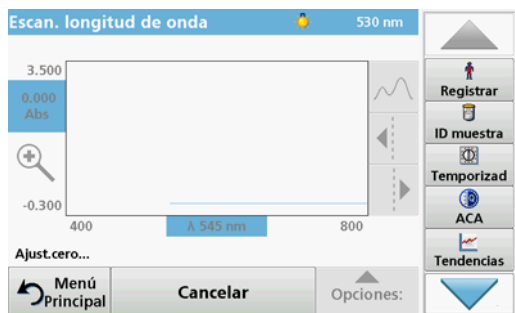 Escan. longitud de onda
530 nm
3.500
0.000
Abs
-0.300
400
λ 545 nm
800
Ajust.cero...
Menú
Principal
Cancelar
Opciones:
Registrar
ID muestra
Temporizad
ACA
Tendencias